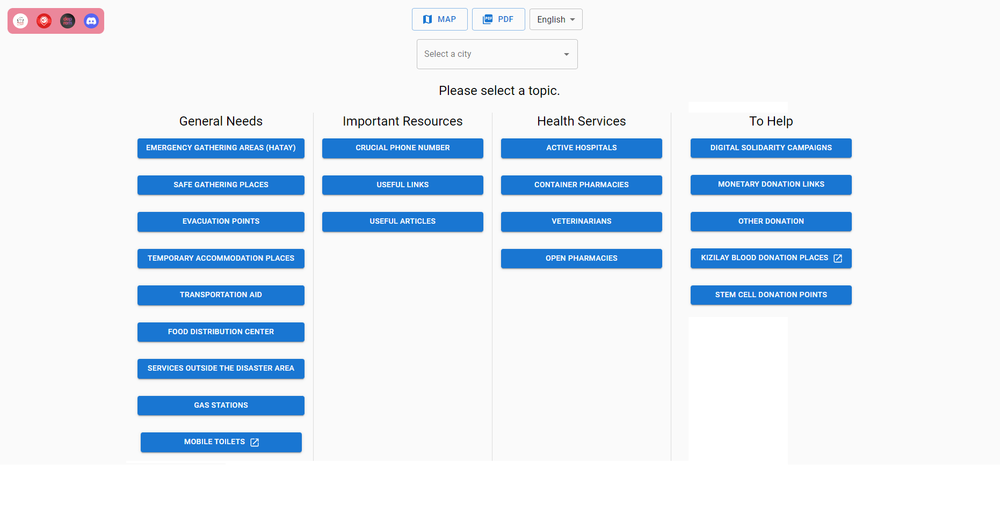 dep
rem
MAP
PDF
English
Select a city
Please select a topic.
General Needs
EMERGENCY GATHERING AREAS (HATAY)
SAFE GATHERING PLACES
EVACUATION POINTS
TEMPORARY ACCOMMODATION PLACES
TRANSPORTATION AID
FOOD DISTRIBUTION CENTER
SERVICES OUTSIDE THE DISASTER AREA
GAS STATIONS
MOBILE TOILETS
Important Resources
CRUCIAL PHONE NUMBER
USEFUL LINKS
USEFUL ARTICLES
Health Services
ACTIVE HOSPITALS
CONTAINER PHARMACIES
VETERINARIANS
OPEN PHARMACIES
To Help
DIGITAL SOLIDARITY CAMPAIGNS
MONETARY DONATION LINKS
OTHER DONATION
KIZILAY BLOOD DONATION PLACES
STEM CELL DONATION POINTS